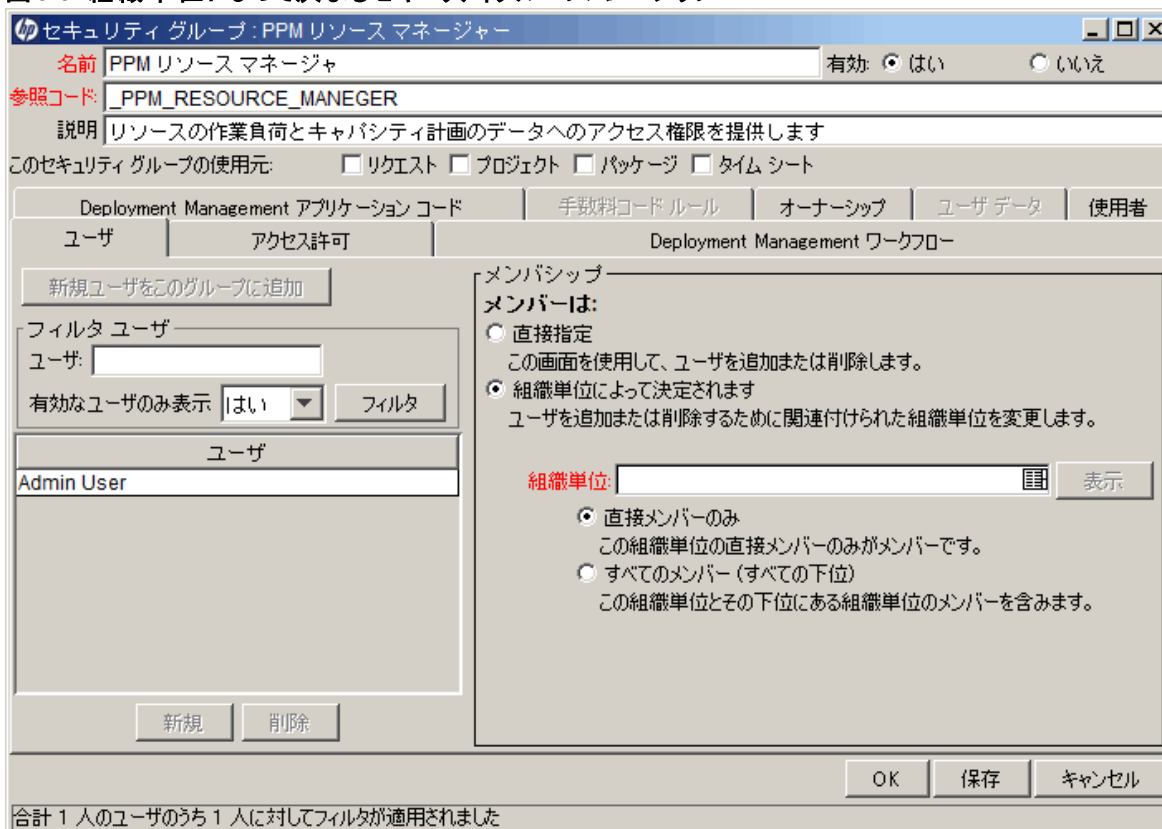 セキュリティ グループ : PPM リソース マネージャー
名前 PPM リソース マネージャ 有効: はい いいえ
参照コード: _PPM_RESOURCE_MANEGER
説明 リソースの作業負荷とキャパシティ計画のデータへのアクセス権限を提供します
このセキュリティ グループの使用元: リクエスト プロジェクト パッケージ タイム シート
Deployment Management アプリケーション コード 手数料コード ルール オーナーシップ ユーザ データ 使用者
ユーザ アクセス許可 Deployment Management ワークフロー
新規ユーザをこのグループに追加
フィルタ ユーザ
ユーザ:
有効なユーザのみ表示 はい フィルタ
ユーザ
Admin User
新規 削除
メンバシップ
メンバーは:
直接指定
この画面を使用して、ユーザを追加または削除します。
組織単位によって決定されます
ユーザを追加または削除するために関連付けられた組織単位を変更します。
組織単位: 表示
直接メンバーのみ
この組織単位の直接メンバーのみがメンバーです。
すべてのメンバー (すべての下位)
この組織単位とその下位にある組織単位のメンバーを含みます。
OK 保存 キャンセル
合計 1 人のユーザのうち 1 人に対してフィルタが適用されました